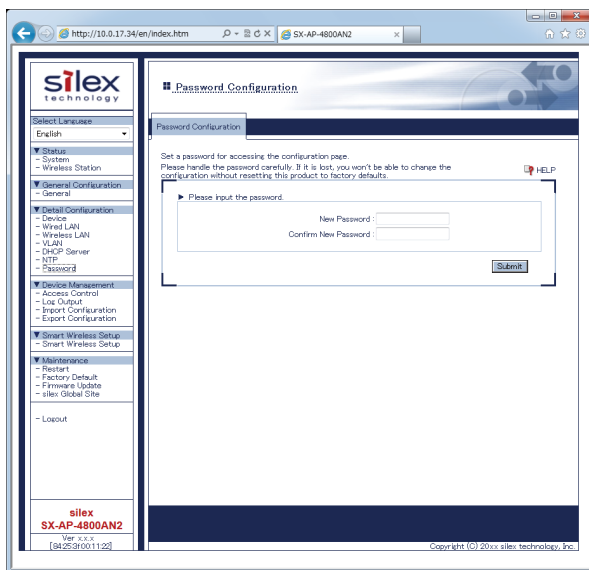 http://10.0.17.34/en/index.htm
SX-AP-4800AN2
silex
technology
Select Language
English
▼ Status
- System
- Wireless Station
▼ General Configuration
- General
▼ Detail Configuration
- Device
- Wired LAN
- Wireless LAN
- VLAN
- DHCP Server
- NTP
- Password
▼ Device Management
- Access Control
- Log Output
- Import Configuration
- Export Configuration
▼ Smart Wireless Setup
- Smart Wireless Setup
▼ Maintenance
- Restart
- Factory Default
- Firmware Update
- silex Global Site
- Logout
silex
SX-AP-4800AN2
Ver x.x.x
[84:25:3f:00:11:22]
Password Configuration
Password Configuration
Set a password for accessing the configuration page.
Please handle the password carefully. If it is lost, you won't be able to change the
configuration without resetting this product to factory defaults.
HELP
▶ Please input the password.
New Password :
Confirm New Password :
Submit
Copyright (C) 20xx silex technology, Inc.